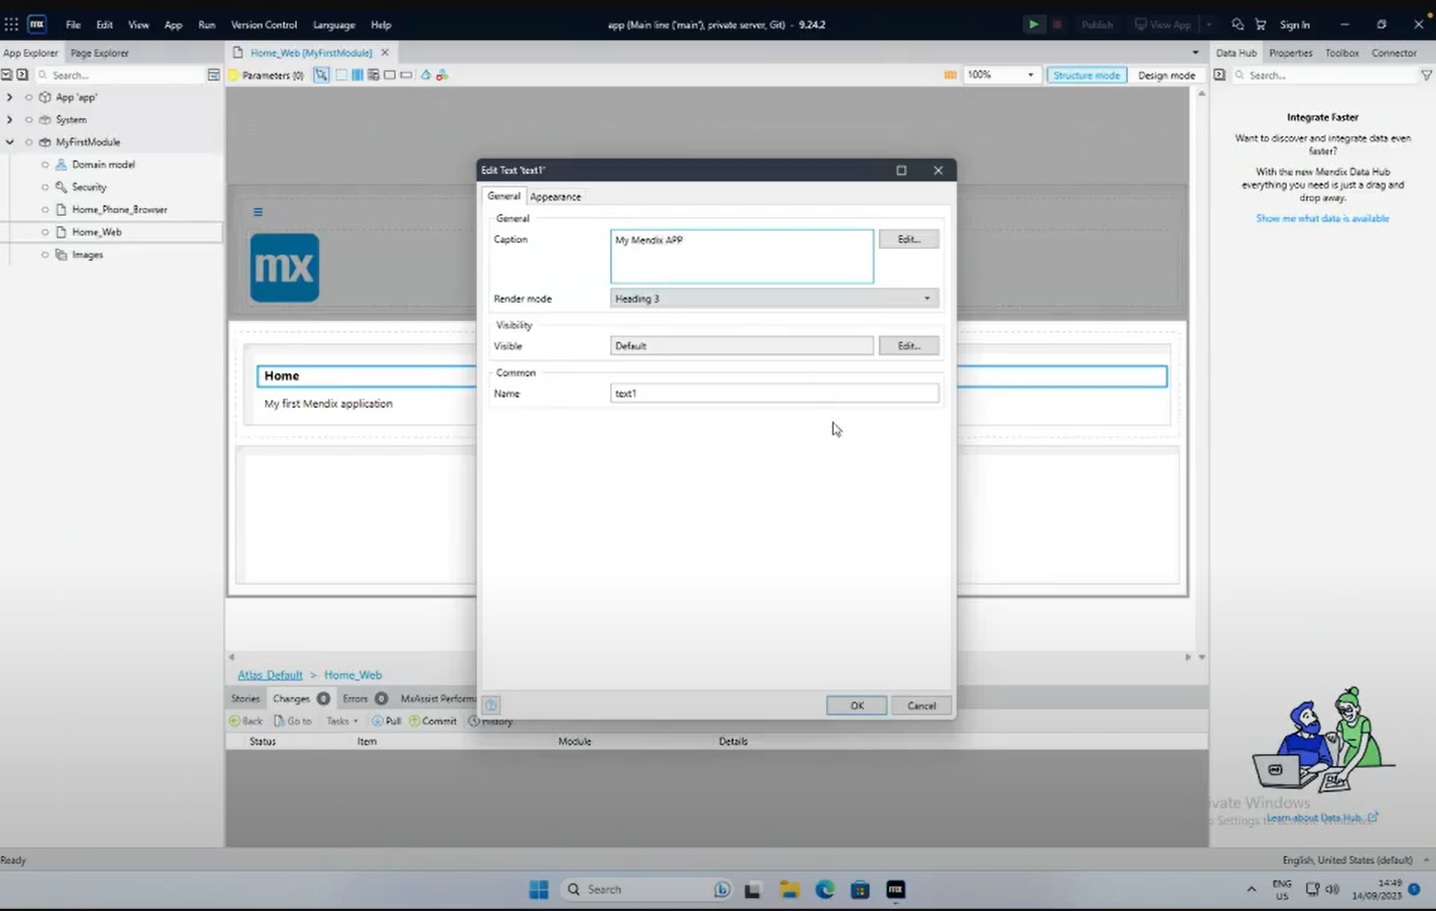 mx File Edit View App Run Version Control Language Help app (Main line ('main'), private server, Git) - 9.24.2 Publish View App Sign In
App Explorer Page Explorer Home_Web [MyFirstModule] Data Hub Properties Toolbox Connector
Search... Parameters (0) 100% Structure mode Design mode Search...
App 'app'
System
MyFirstModule
Domain model
Security
Home_Phone_Browser
Home_Web
Images
mx
Home
My first Mendix application
Edit Text 'text1'
General Appearance
General
Caption My Mendix APP Edit...
Render mode Heading 3
Visibility
Visible Default Edit...
Common
Name text1
OK Cancel
Integrate Faster
Want to discover and integrate data even
faster?
With the new Mendix Data Hub
everything you need is just a drag and
drop away.
Show me what data is available
Learn about Data Hub
Atlas_Default > Home_Web
Stories Changes 0 Errors 0 MxAssist Performa
Back Go to Tasks Pull Commit History
Status Item Module Details
Ready English, United States (default)
Search mx ENG
US 14:49
14/09/2023 1